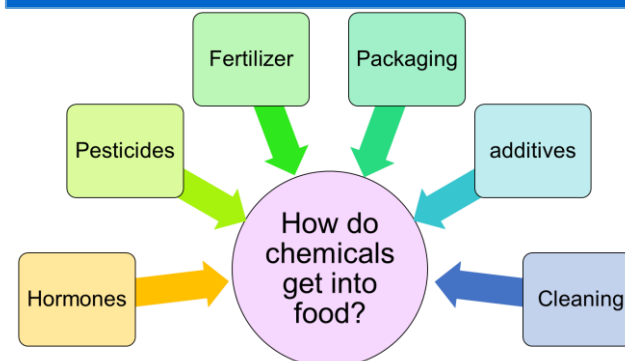 Fertilizer
Packaging
Pesticides
additives
How do
chemicals
get into
food?
Hormones
Cleaning